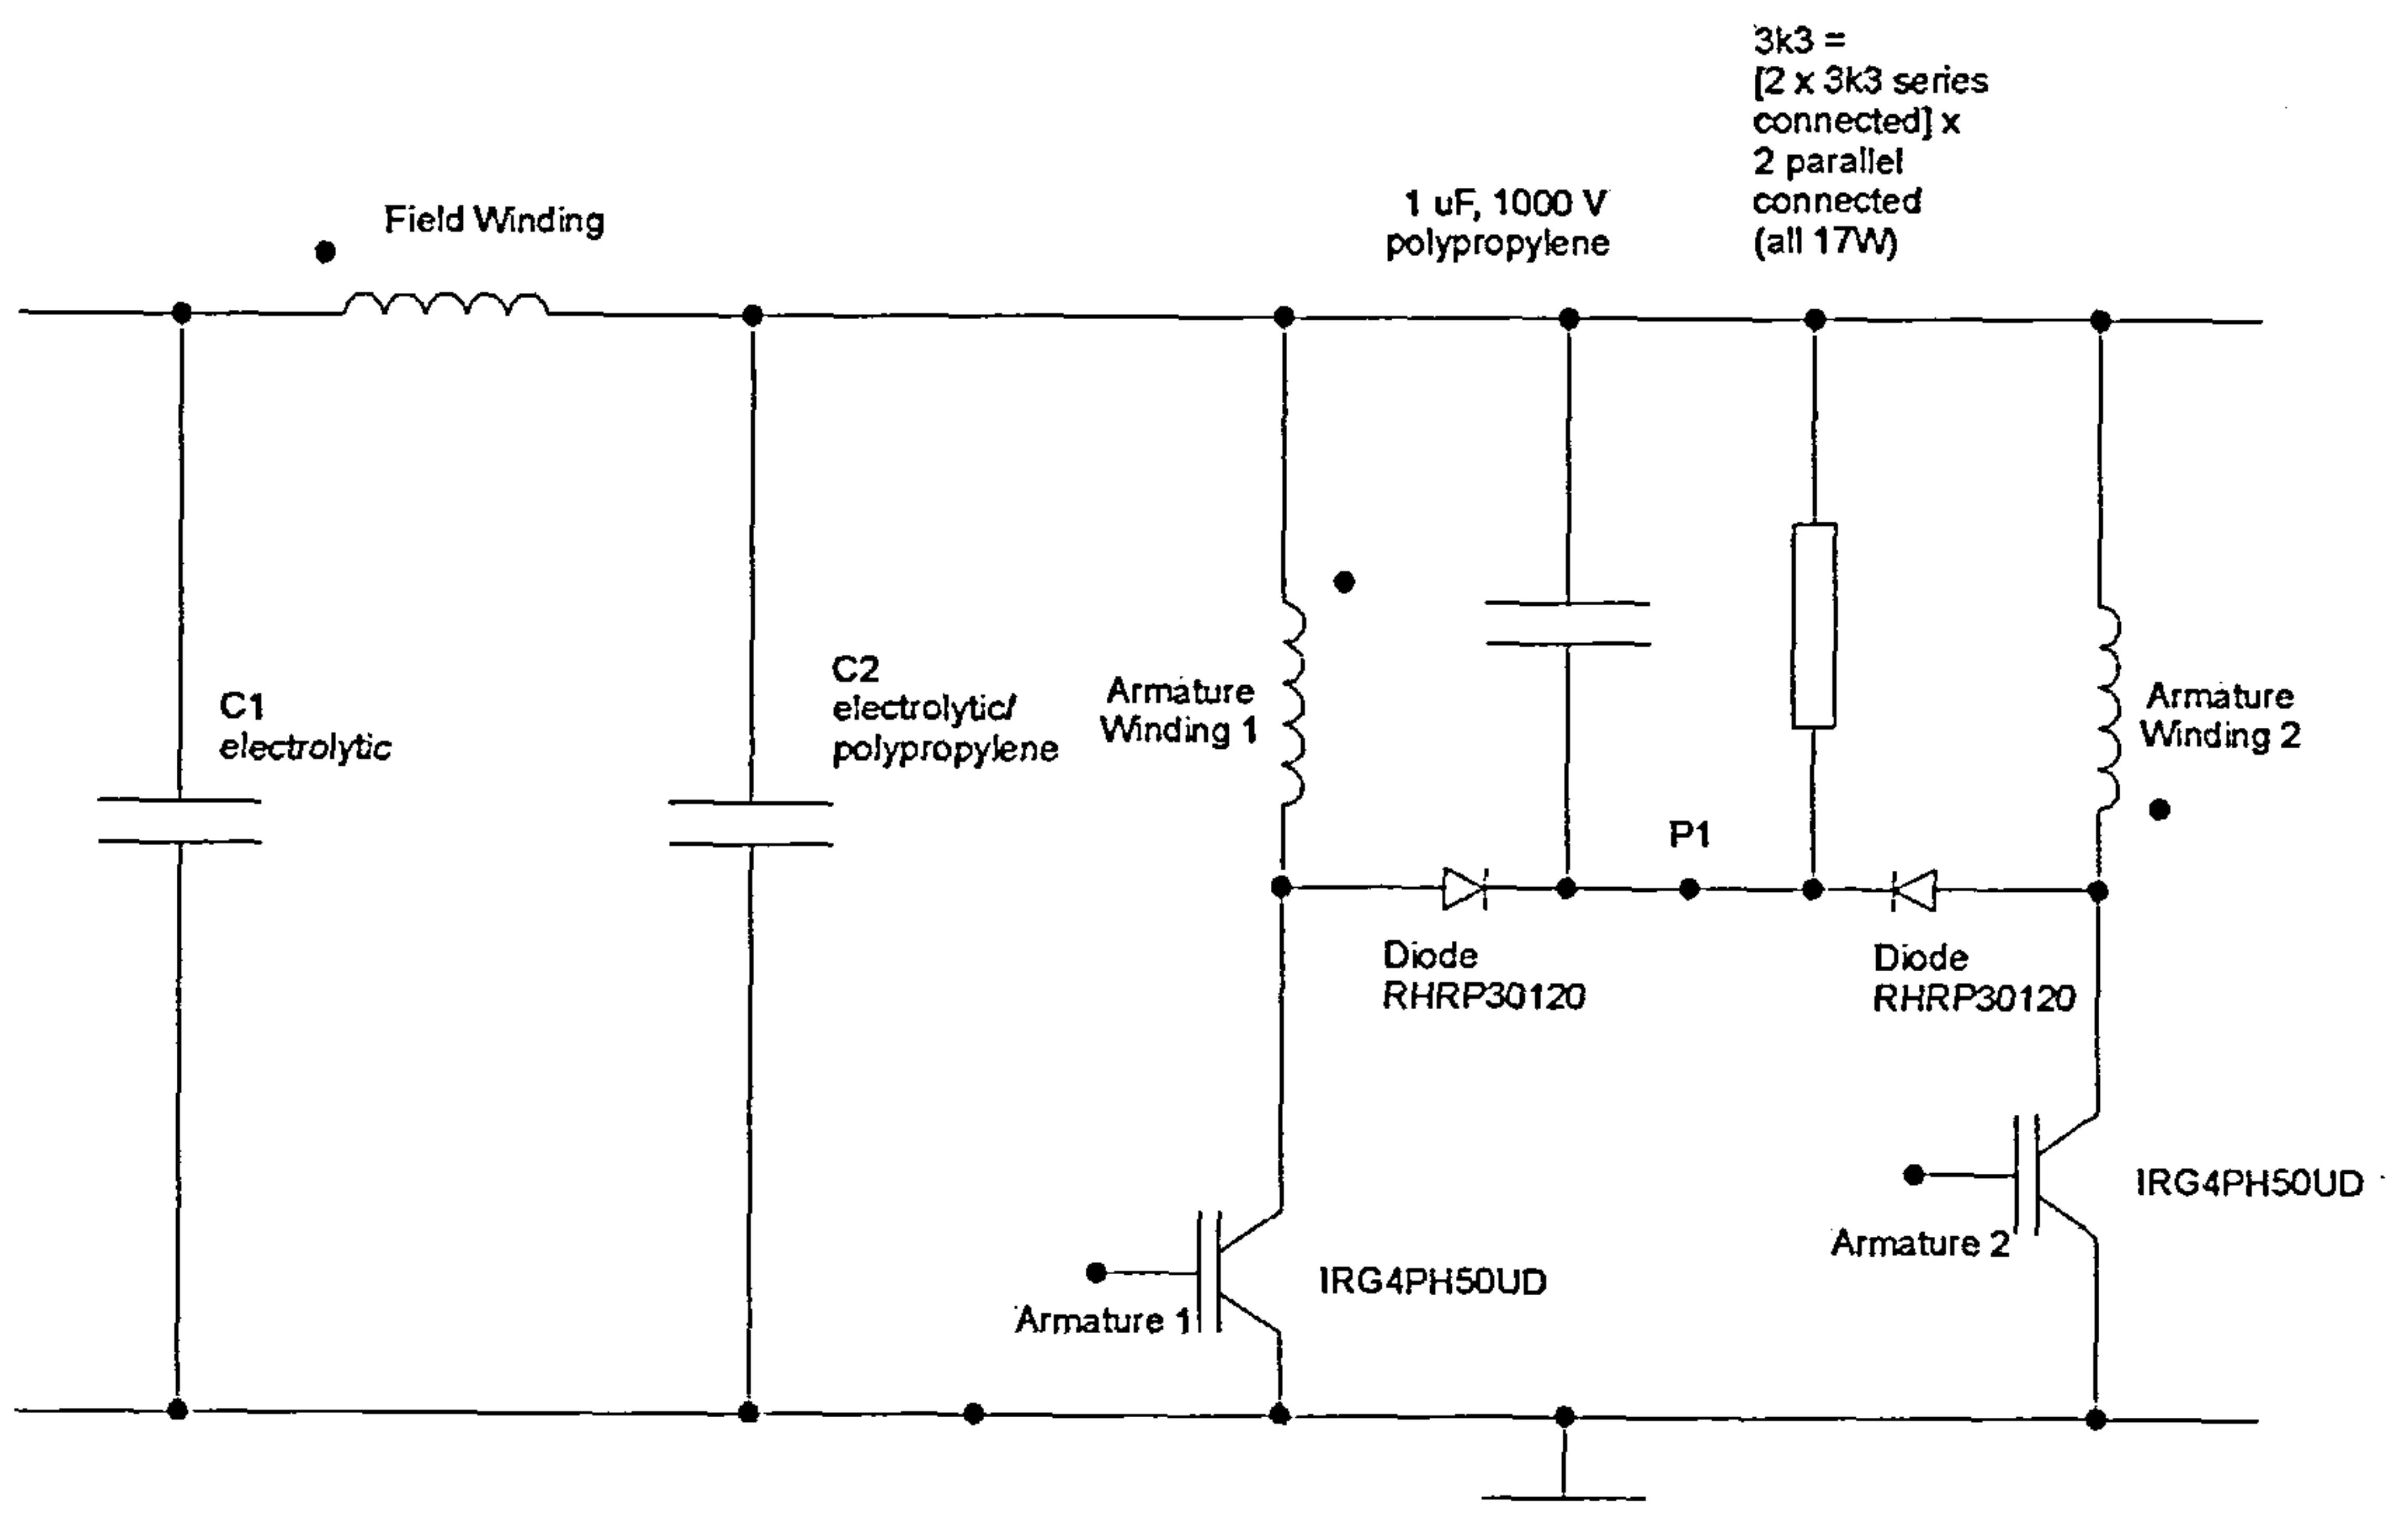 3k3 =
[2 x 3k3 series
connected] x
2 parallel
connected
(all 17W)
1 uF, 1000 V
polypropylene
Field Winding
C1
electrolytic
C2
electrolytic/
polypropylene
Armature
Winding 1
Armature
Winding 2
P1
Diode
RHRP30120
Diode
RHRP30120
Armature 1
IRG4PH50UD
Armature 2
IRG4PH50UD